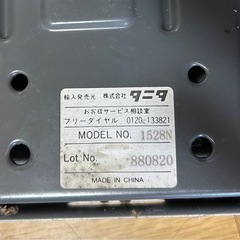 輸入発売元 株式会社 タニタ
お客様サービス相談室
フリーダイヤル 0120-133821
MODEL NO. 1528N
Lot No. 880820
MADE IN CHINA